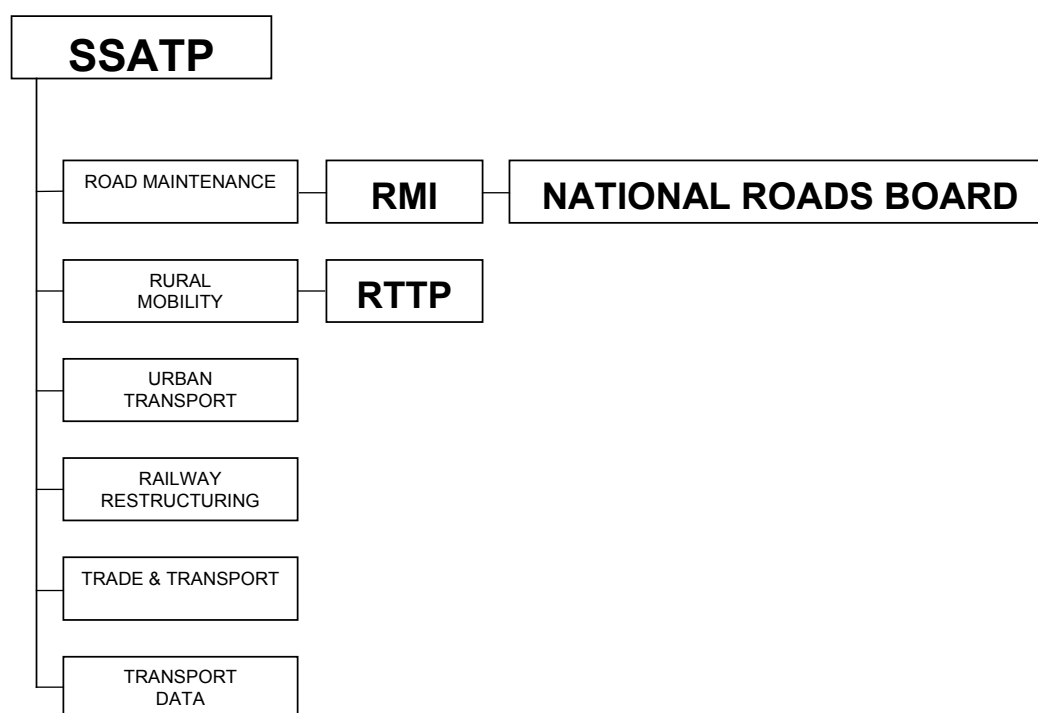 SSATP
ROAD MAINTENANCE
RMI
NATIONAL ROADS BOARD
RURAL
MOBILITY
RTTP
URBAN
TRANSPORT
RAILWAY
RESTRUCTURING
TRADE & TRANSPORT
TRANSPORT
DATA